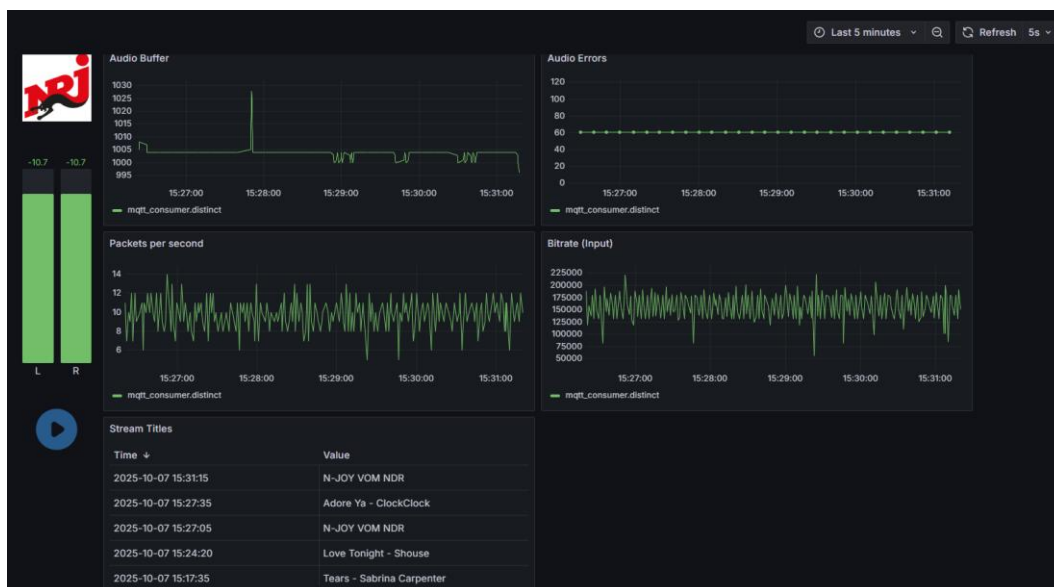 Last 5 minutes
Refresh 5s
NRJ
Audio Buffer
1030
1025
1020
1015
1010
1005
1000
995
15:27:00 15:28:00 15:29:00 15:30:00 15:31:00
mqtt_consumer.distinct
Audio Errors
120
100
80
60
40
20
0
15:27:00 15:28:00 15:29:00 15:30:00 15:31:00
mqtt_consumer.distinct
-10.7 -10.7
L R
Packets per second
14
12
10
8
6
15:27:00 15:28:00 15:29:00 15:30:00 15:31:00
mqtt_consumer.distinct
Bitrate (Input)
225000
200000
175000
150000
125000
100000
75000
50000
15:27:00 15:28:00 15:29:00 15:30:00 15:31:00
mqtt_consumer.distinct
Stream Titles
Time Value
2025-10-07 15:31:15 N-JOY VOM NDR
2025-10-07 15:27:35 Adore Ya - ClockClock
2025-10-07 15:27:05 N-JOY VOM NDR
2025-10-07 15:24:20 Love Tonight - Shouse
2025-10-07 15:17:35 Tears - Sabrina Carpenter